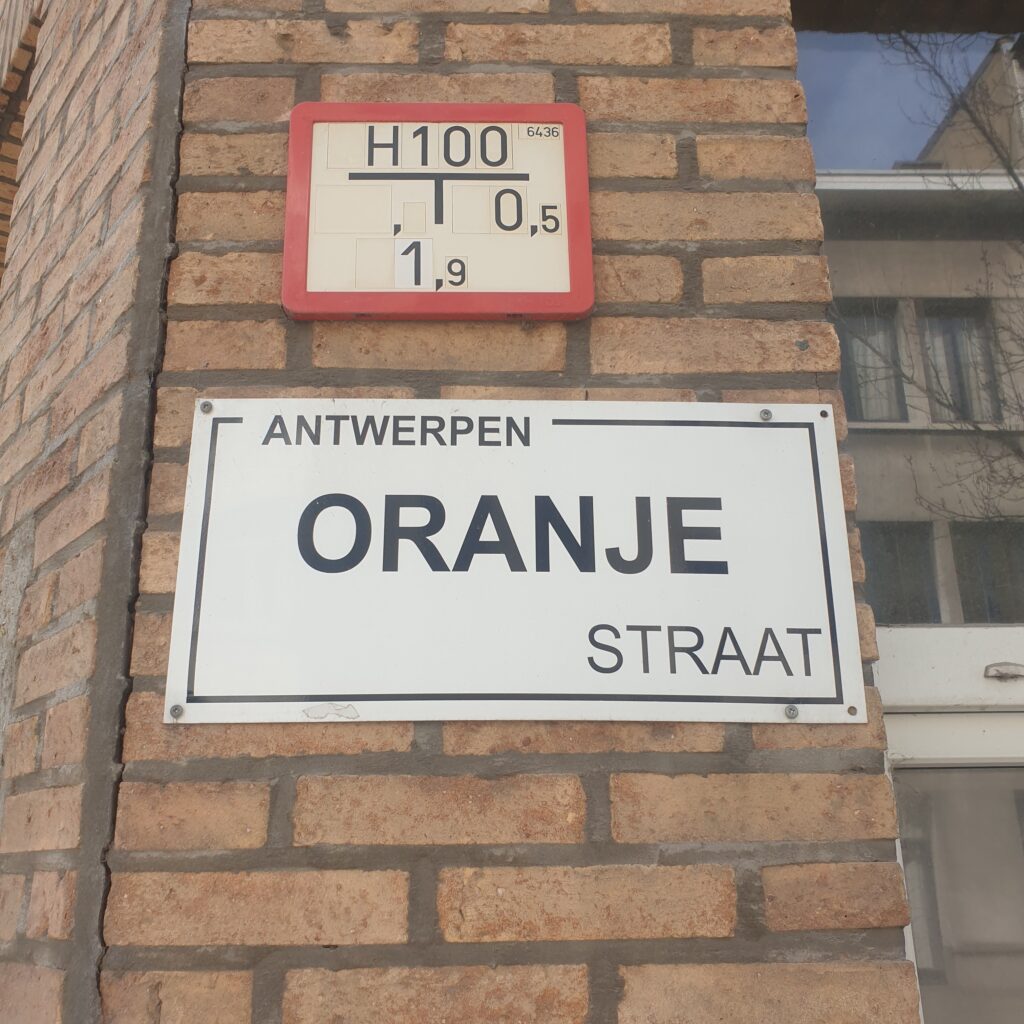 H100 6436
, 0,5
1,9
ANTWERPEN
ORANJE
STRAAT